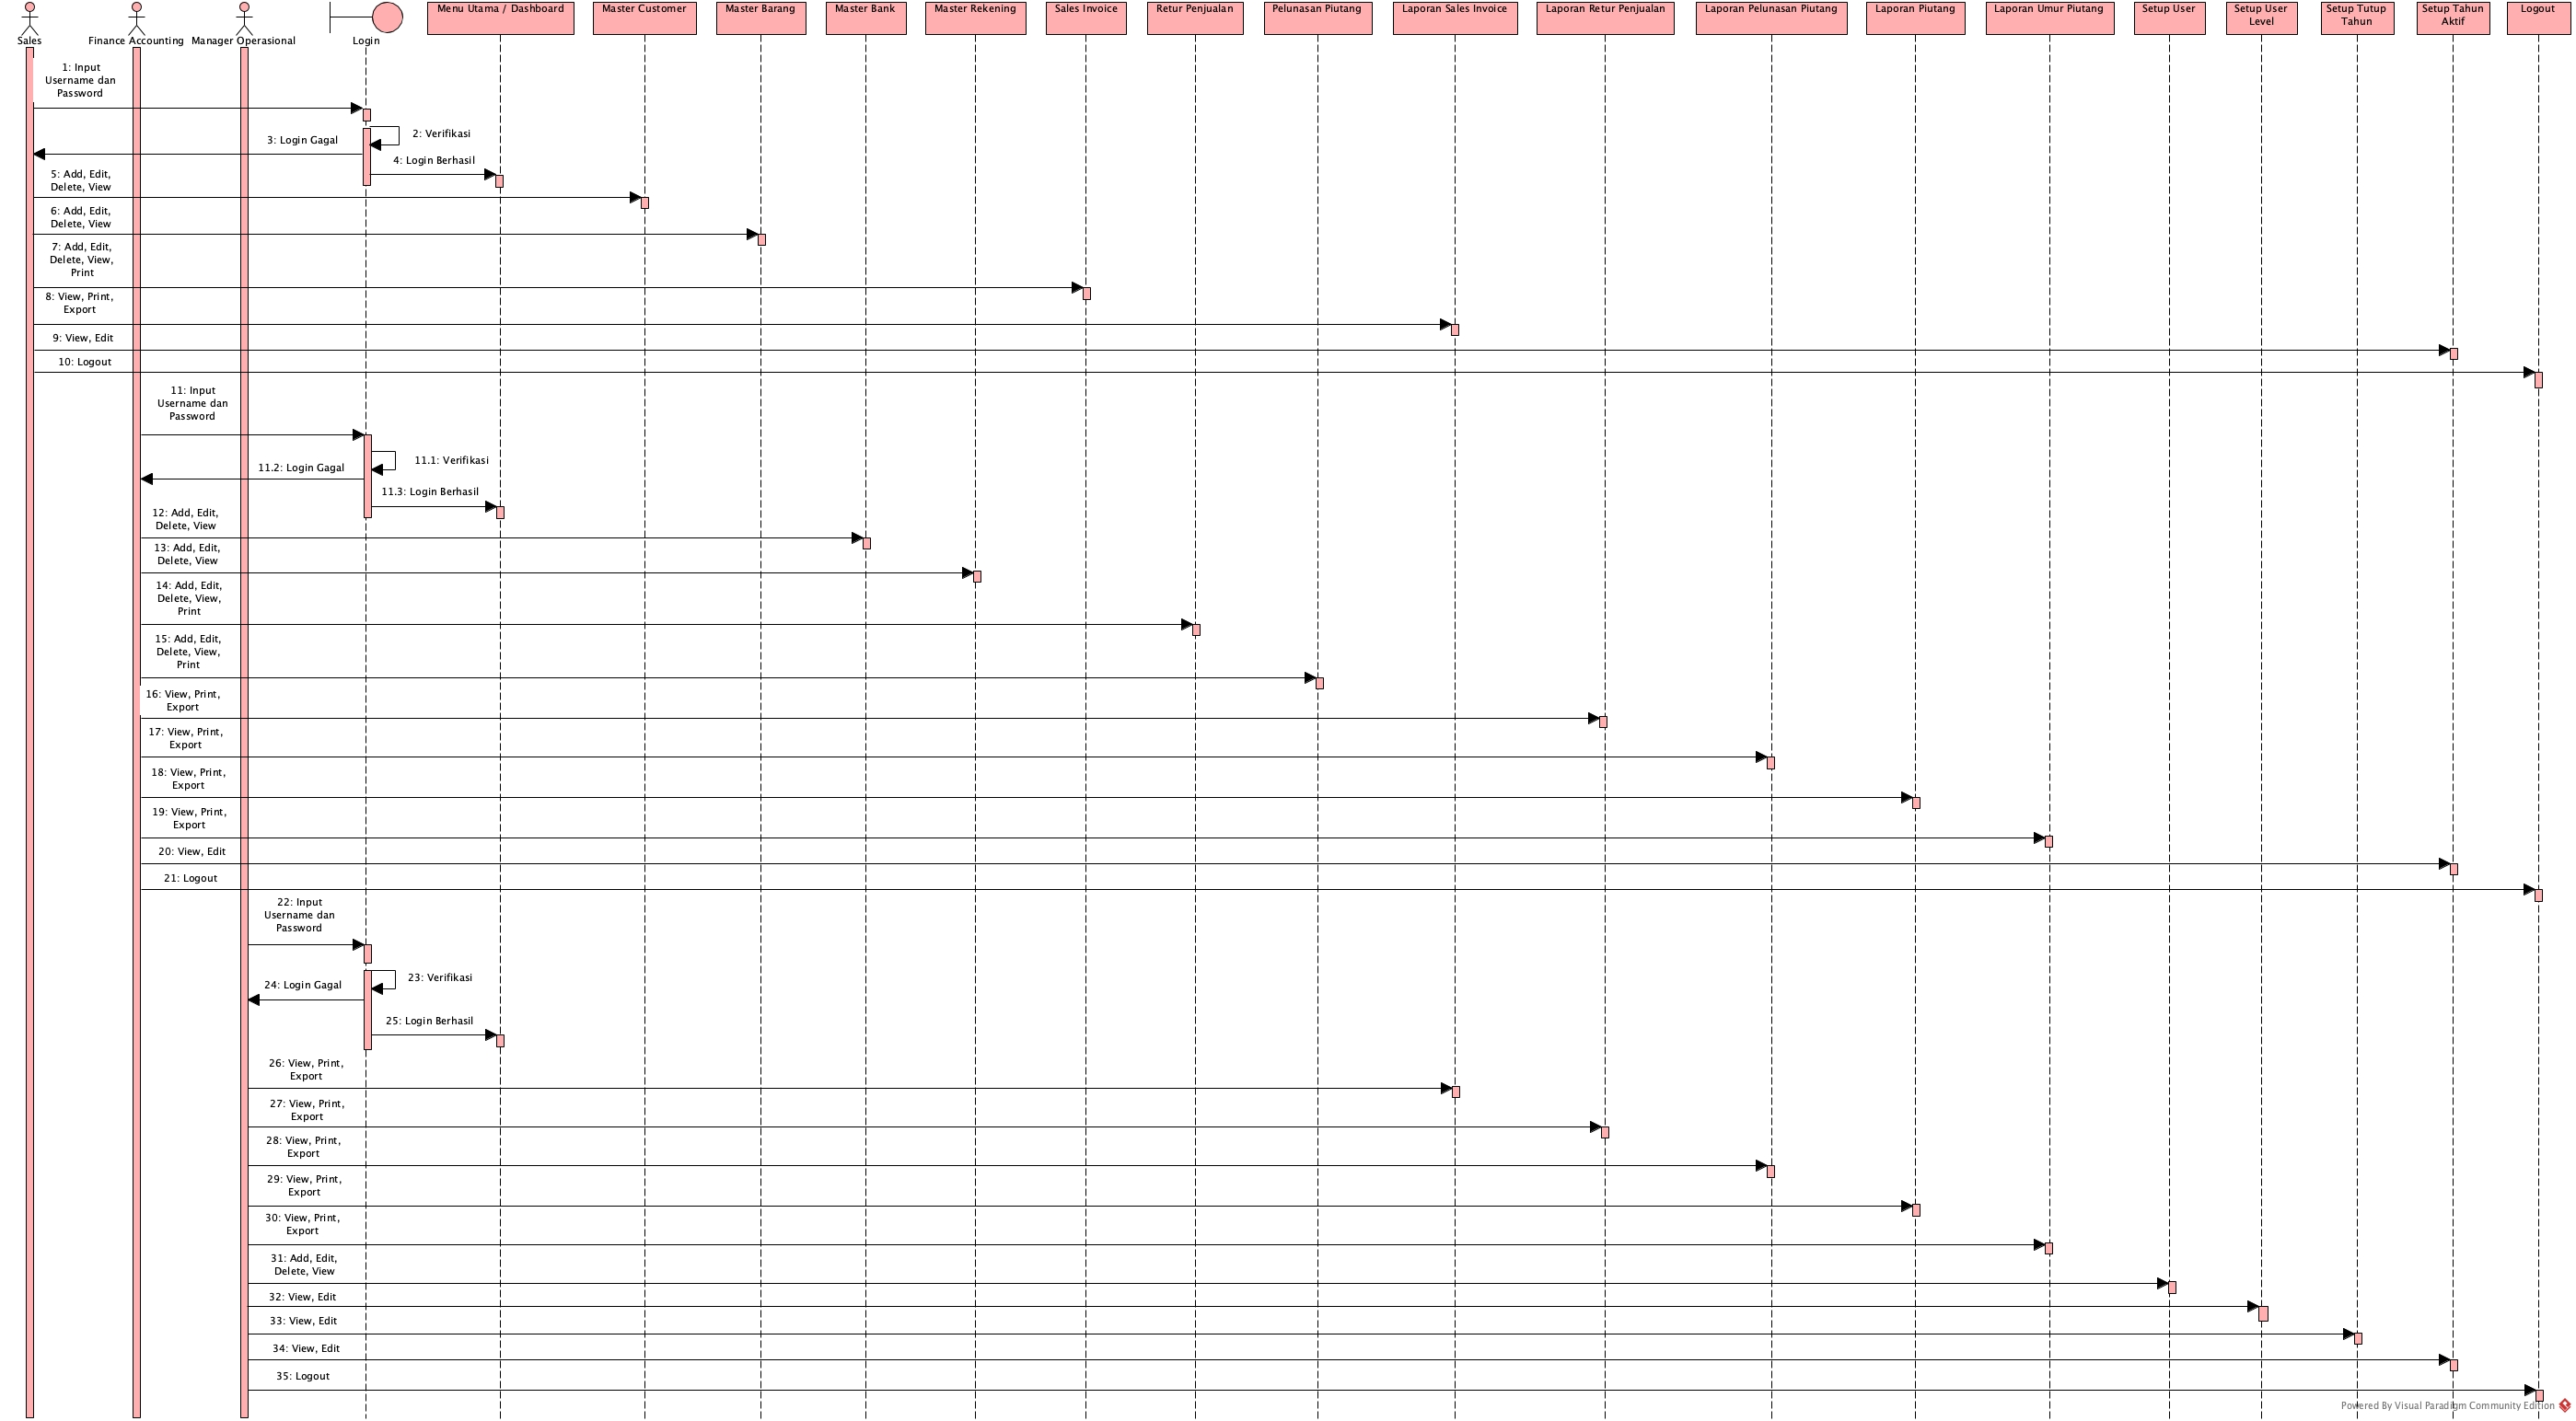 Sales
Finance Accounting
Manager Operasional
Login
Menu Utama / Dashboard
Master Customer
Master Barang
Master Bank
Master Rekening
Sales Invoice
Retur Penjualan
Pelunasan Piutang
Laporan Sales Invoice
Laporan Retur Penjualan
Laporan Pelunasan Piutang
Laporan Piutang
Laporan Umur Piutang
Setup User
Setup User
Level
Setup Tutup
Tahun
Setup Tahun
Aktif
Logout
1: Input
Username dan
Password
2: Verifikasi
3: Login Gagal
4: Login Berhasil
5: Add, Edit,
Delete, View
6: Add, Edit,
Delete, View
7: Add, Edit,
Delete, View,
Print
8: View, Print,
Export
9: View, Edit
10: Logout
11: Input
Username dan
Password
11.1: Verifikasi
11.2: Login Gagal
11.3: Login Berhasil
12: Add, Edit,
Delete, View
13: Add, Edit,
Delete, View
14: Add, Edit,
Delete, View,
Print
15: Add, Edit,
Delete, View,
Print
16: View, Print,
Export
17: View, Print,
Export
18: View, Print,
Export
19: View, Print,
Export
20: View, Edit
21: Logout
22: Input
Username dan
Password
23: Verifikasi
24: Login Gagal
25: Login Berhasil
26: View, Print,
Export
27: View, Print,
Export
28: View, Print,
Export
29: View, Print,
Export
30: View, Print,
Export
31: Add, Edit,
Delete, View
32: View, Edit
33: View, Edit
34: View, Edit
35: Logout
Powered By Visual Paradigm Community Edition